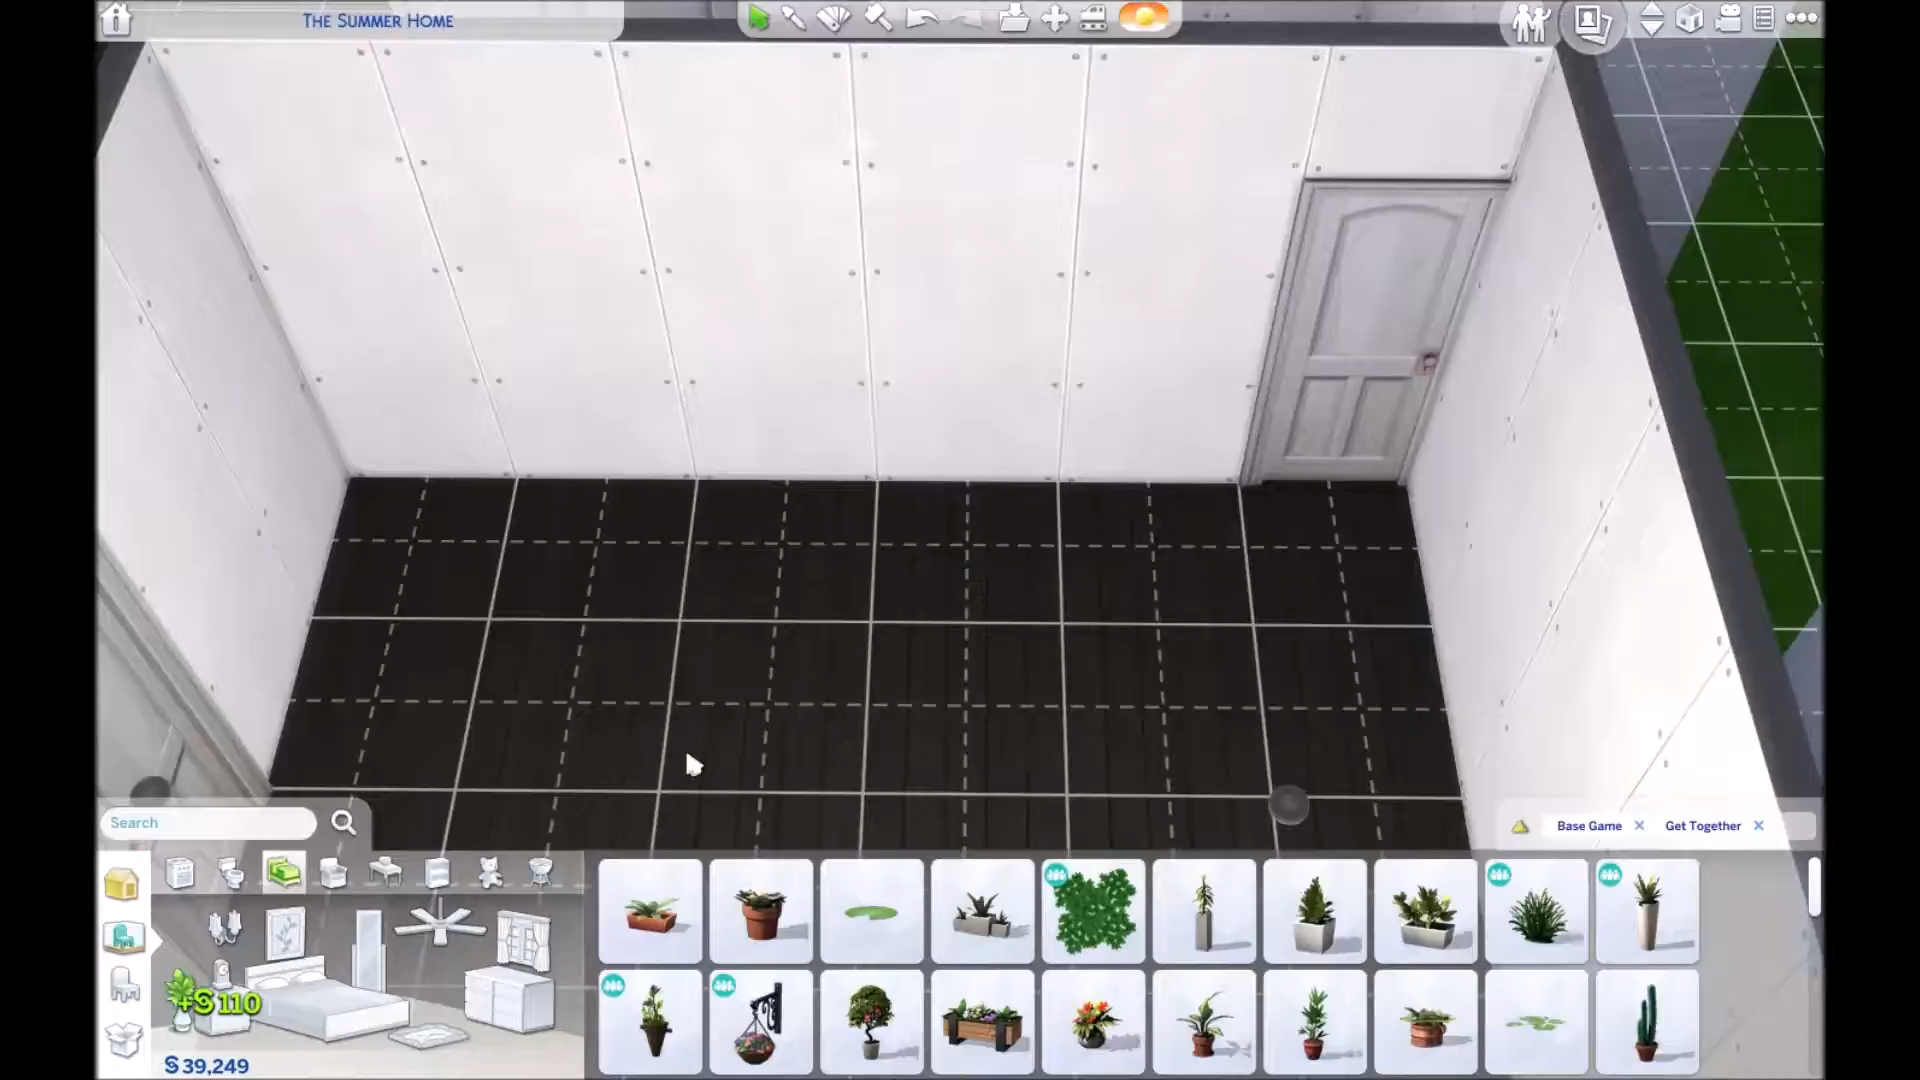 THE SUMMER HOME
Search
Base Game
Get Together
+§110
§39,249